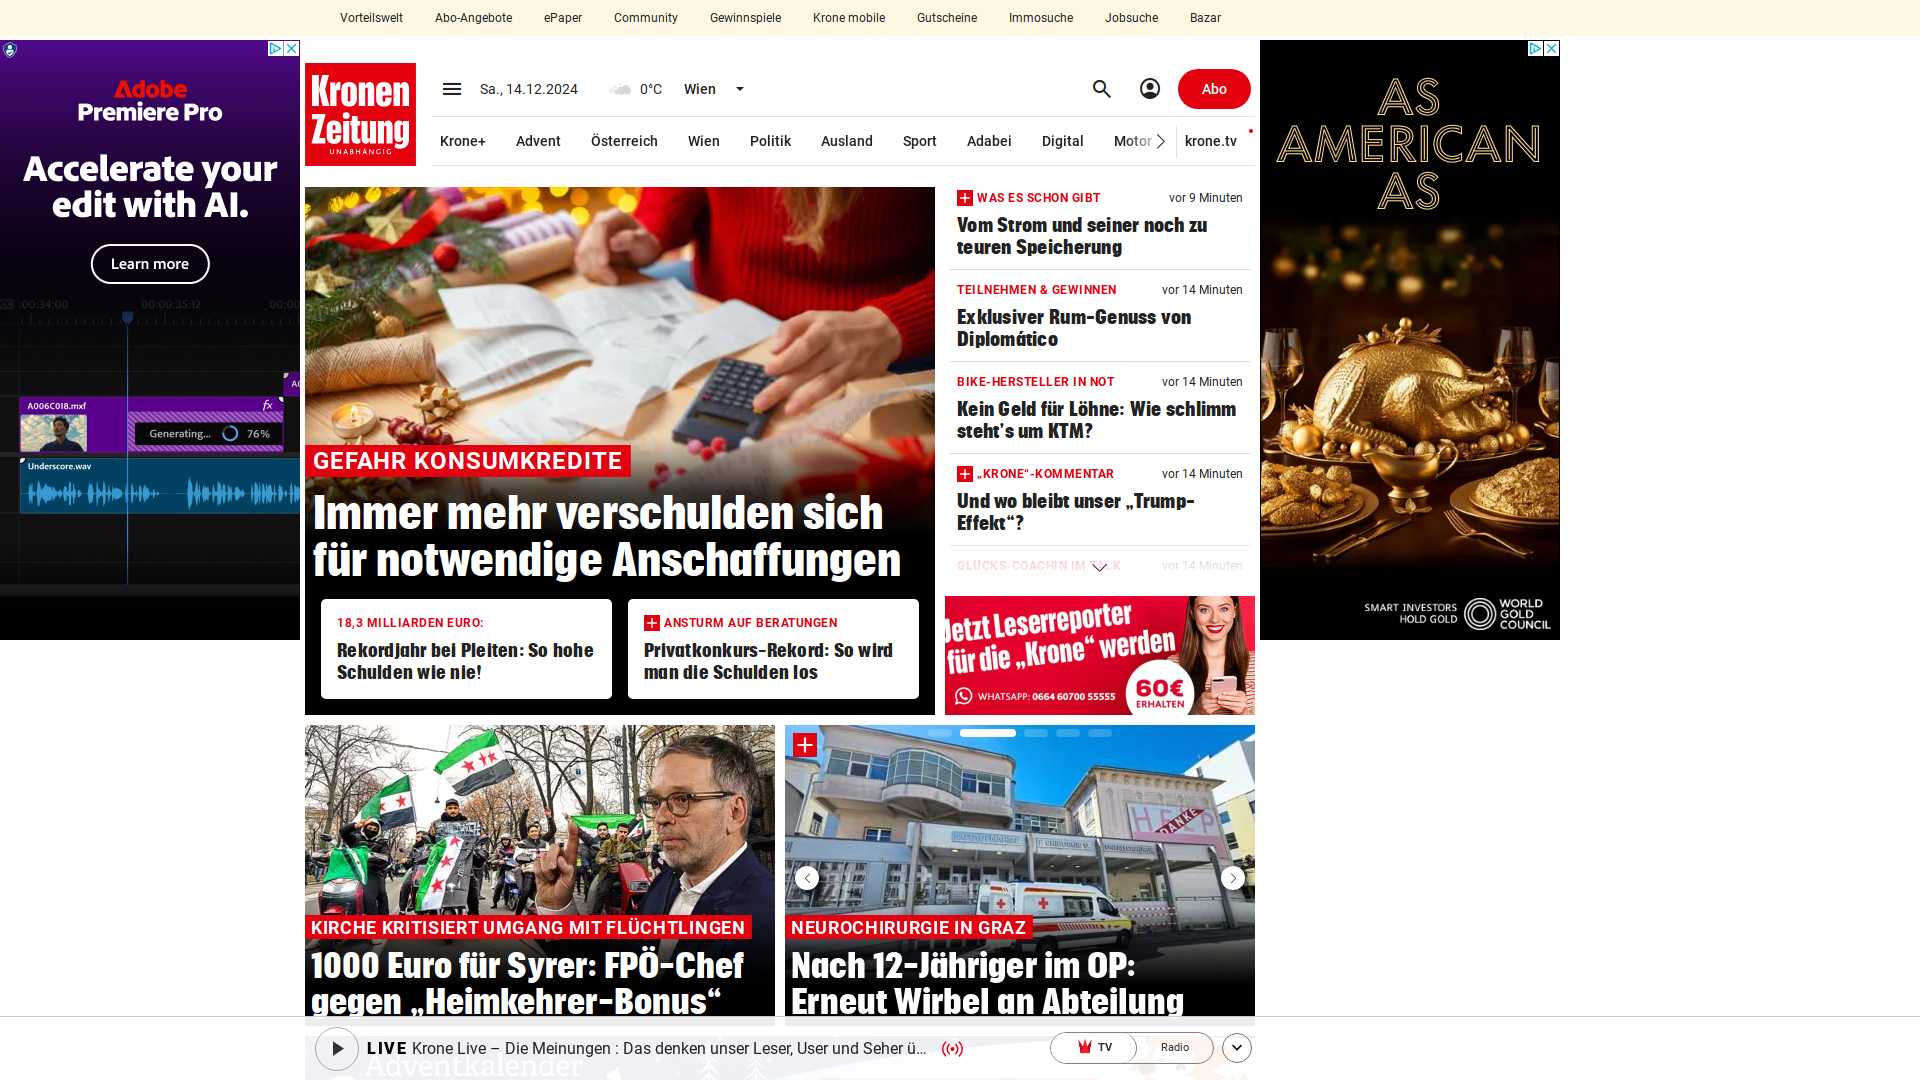 Vorteilswelt
Abo-Angebote
ePaper
Community
Gewinnspiele
Krone mobile
Gutscheine
Immosuche
Jobsuche
Bazar
Adobe
Premiere Pro
Accelerate your
edit with AI.
Learn more
:00:34:00
00:00:35:12
A006C018.mxf
fx
Generating...
76%
Underscore.wav
Kronen
Zeitung
UNABHÄNGIG
Sa., 14.12.2024
0°C
Wien
Abo
Krone+
Advent
Österreich
Wien
Politik
Ausland
Sport
Adabei
Digital
Motor
krone.tv
GEFAHR KONSUMKREDITE
Immer mehr verschulden sich
für notwendige Anschaffungen
18,3 MILLIARDEN EURO:
Rekordjahr bei Pleiten: So hohe
Schulden wie nie!
ANSTURM AUF BERATUNGEN
Privatkonkurs-Rekord: So wird
man die Schulden los
WAS ES SCHON GIBT
vor 9 Minuten
Vom Strom und seiner noch zu
teuren Speicherung
TEILNEHMEN & GEWINNEN
vor 14 Minuten
Exklusiver Rum-Genuss von
Diplomático
BIKE-HERSTELLER IN NOT
vor 14 Minuten
Kein Geld für Löhne: Wie schlimm
steht's um KTM?
„KRONE“-KOMMENTAR
vor 14 Minuten
Und wo bleibt unser „Trump-
Effekt“?
GLÜCKS-COACHIN IM TALK
vor 14 Minuten
Jetzt Leserreporter
für die „Krone“ werden
WHATSAPP: 0664 60700 55555
60€
ERHALTEN
AS
AMERICAN
AS
SMART INVESTORS
HOLD GOLD
WORLD
GOLD
COUNCIL
KIRCHE KRITISIERT UMGANG MIT FLÜCHTLINGEN
1000 Euro für Syrer: FPÖ-Chef
gegen „Heimkehrer-Bonus“
HELP
DANKE
NEUROCHIRURGIE IN GRAZ
Nach 12-Jähriger im OP:
Erneut Wirbel an Abteilung
LIVE Krone Live – Die Meinungen : Das denken unser Leser, User und Seher ü...
TV
Radio
Adventkalender